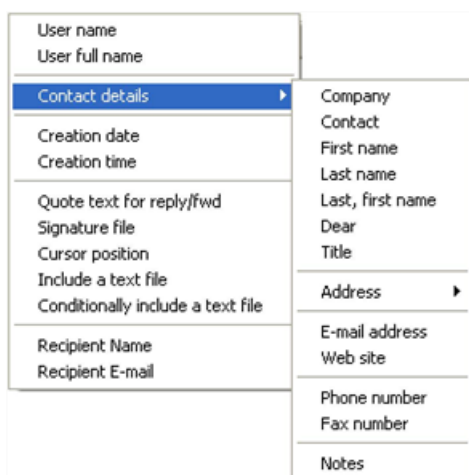 User name
User full name
Contact details
Creation date
Creation time
Quote text for reply/fwd
Signature file
Cursor position
Include a text file
Conditionally include a text file
Recipient Name
Recipient E-mail
Company
Contact
First name
Last name
Last, first name
Dear
Title
Address
E-mail address
Web site
Phone number
Fax number
Notes